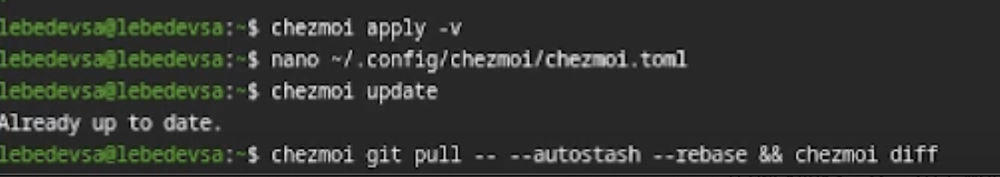 lebedevsa@lebedevsa:~$ chezmoi apply -v
lebedevsa@lebedevsa:~$ nano ~/.config/chezmoi/chezmoi.toml
lebedevsa@lebedevsa:~$ chezmoi update
Already up to date.
lebedevsa@lebedevsa:~$ chezmoi git pull -- --autostash --rebase && chezmoi diff